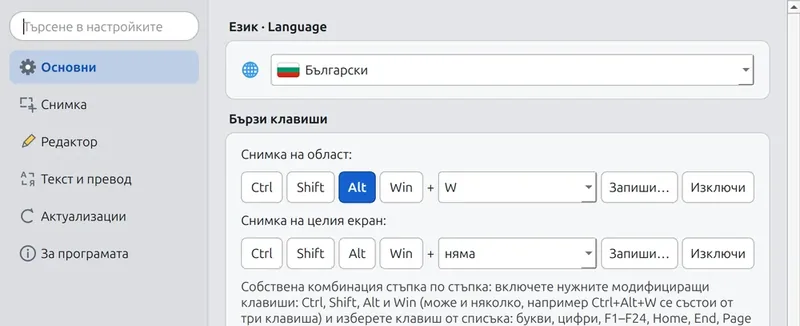 Търсене в настройките
Основни
Снимка
Редактор
Текст и превод
Актуализации
За програмата
Език · Language
Български
Бързи клавиши
Снимка на област:
Ctrl Shift Alt Win + W Запиши... Изключи
Снимка на целия екран:
Ctrl Shift Alt Win + няма Запиши... Изключи
Собствена комбинация стъпка по стъпка: включете нужните модифициращи
клавиши: Ctrl, Shift, Alt и Win (може и няколко, например Ctrl+Alt+W се състои от
три клавиша) и изберете клавиш от списъка: букви, цифри, F1–F24, Home, End, Page